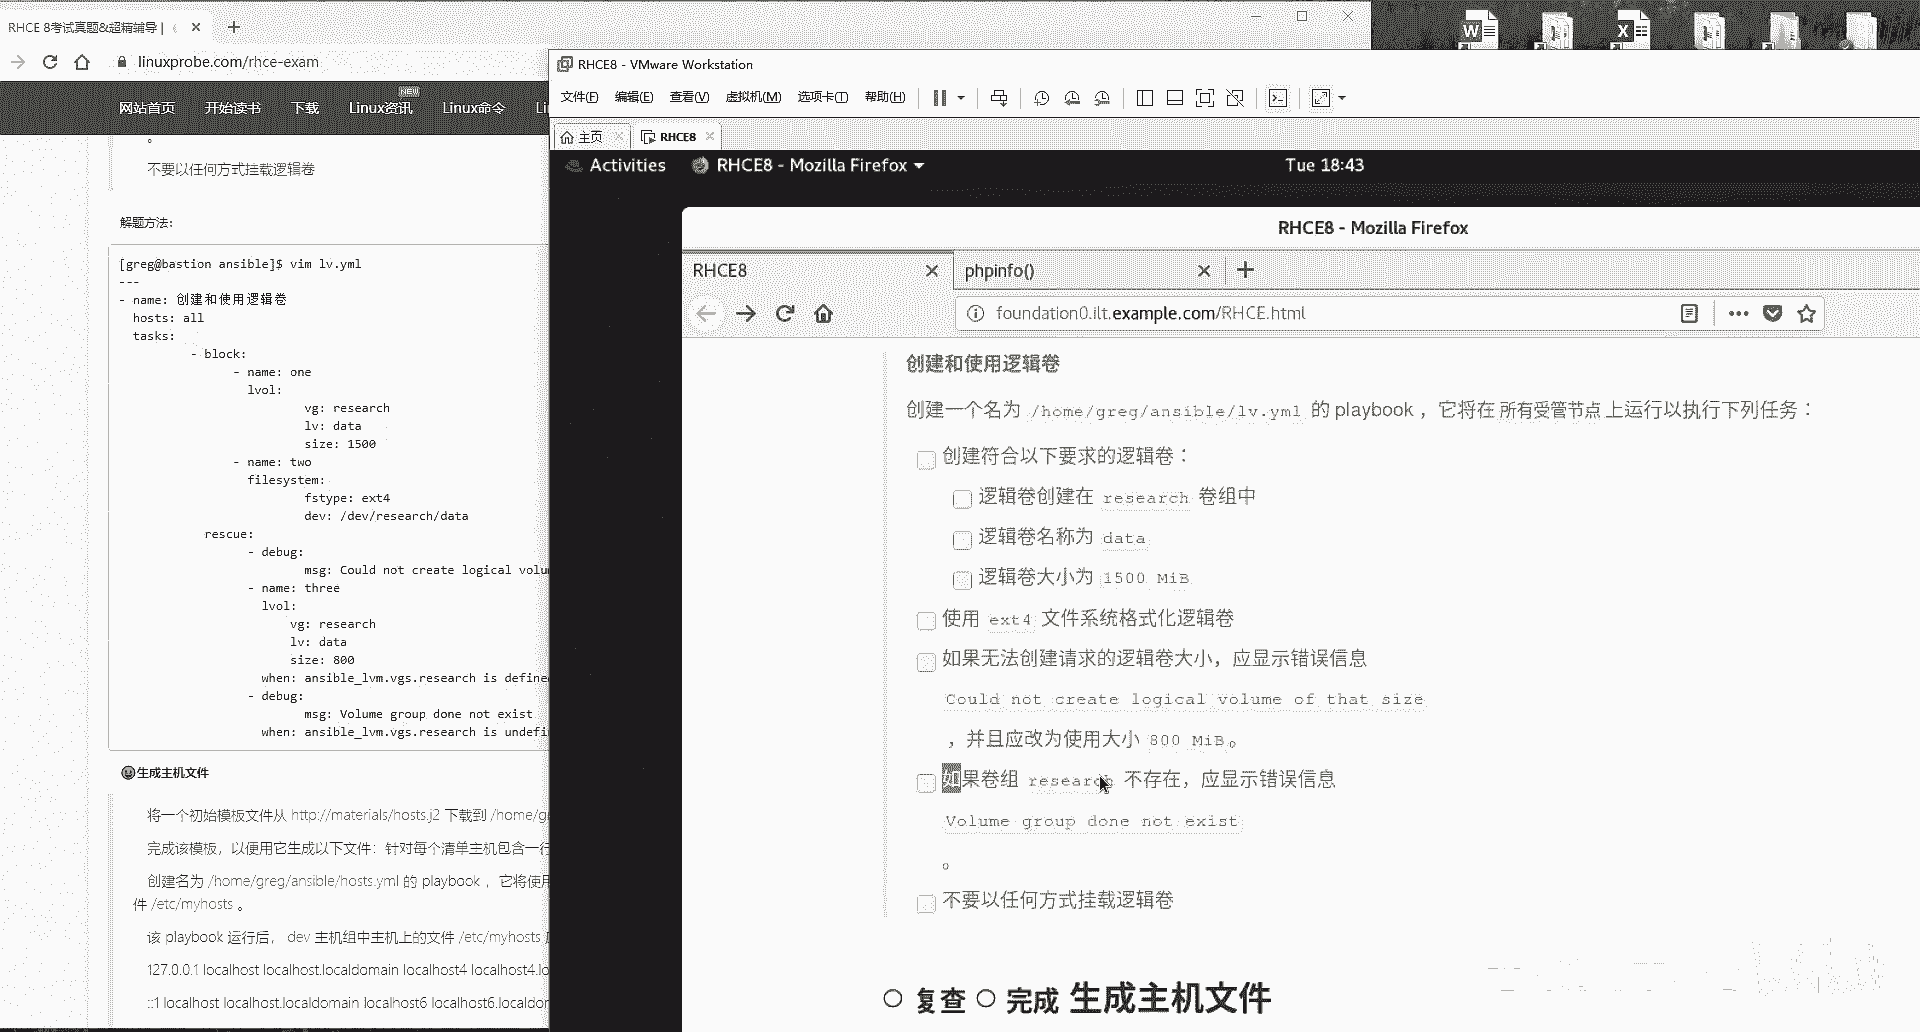 RHCE 8考试真题&超精辅导 |
linuxprobe.com/rhce-exam
网站首页 开始读书 下载 Linux资讯 NEW Linux命令
。
不要以任何方式挂载逻辑卷
解题方法:
[greg@bastion ansible]$ vim lv.yml
---
- name: 创建和使用逻辑卷
hosts: all
tasks:
- block:
- name: one
lvol:
vg: research
lv: data
size: 1500
- name: two
filesystem:
fstype: ext4
dev: /dev/research/data
rescue:
- debug:
msg: Could not create logical volu
- name: three
lvol:
vg: research
lv: data
size: 800
when: ansible_lvm.vgs.research is define
- debug:
msg: Volume group done not exist
when: ansible_lvm.vgs.research is undefi
生成主机文件
将一个初始模板文件从 http://materials/hosts.j2 下载到 /home/g
完成该模板，以便用它生成以下文件：针对每个清单主机包含一行
创建名为 /home/greg/ansible/hosts.yml 的 playbook ，它将使用
件 /etc/myhosts 。
该 playbook 运行后， dev 主机组中主机上的文件 /etc/myhosts
127.0.0.1 localhost localhost.localdomain localhost4 localhost4.lo
::1 localhost localhost.localdomain localhost6 localhost6.localdo
RHCE8 - VMware Workstation
文件(F) 编辑(E) 查看(V) 虚拟机(M) 选项卡(T) 帮助(H)
主页 RHCE8
Activities RHCE8 - Mozilla Firefox Tue 18:43
RHCE8 - Mozilla Firefox
RHCE8 phpinfo()
foundation0.ilt.example.com/RHCE.html
创建和使用逻辑卷
创建一个名为 /home/greg/ansible/lv.yml 的 playbook ，它将在 所有受管节点 上运行以执行下列任务：
创建符合以下要求的逻辑卷：
逻辑卷创建在 research 卷组中
逻辑卷名称为 data
逻辑卷大小为 1500 MiB
使用 ext4 文件系统格式化逻辑卷
如果无法创建请求的逻辑卷大小，应显示错误信息
Could not create logical volume of that size
，并且应改为使用大小 800 MiB。
如果卷组 research 不存在，应显示错误信息
Volume group done not exist
。
不要以任何方式挂载逻辑卷
复查 完成 生成主机文件